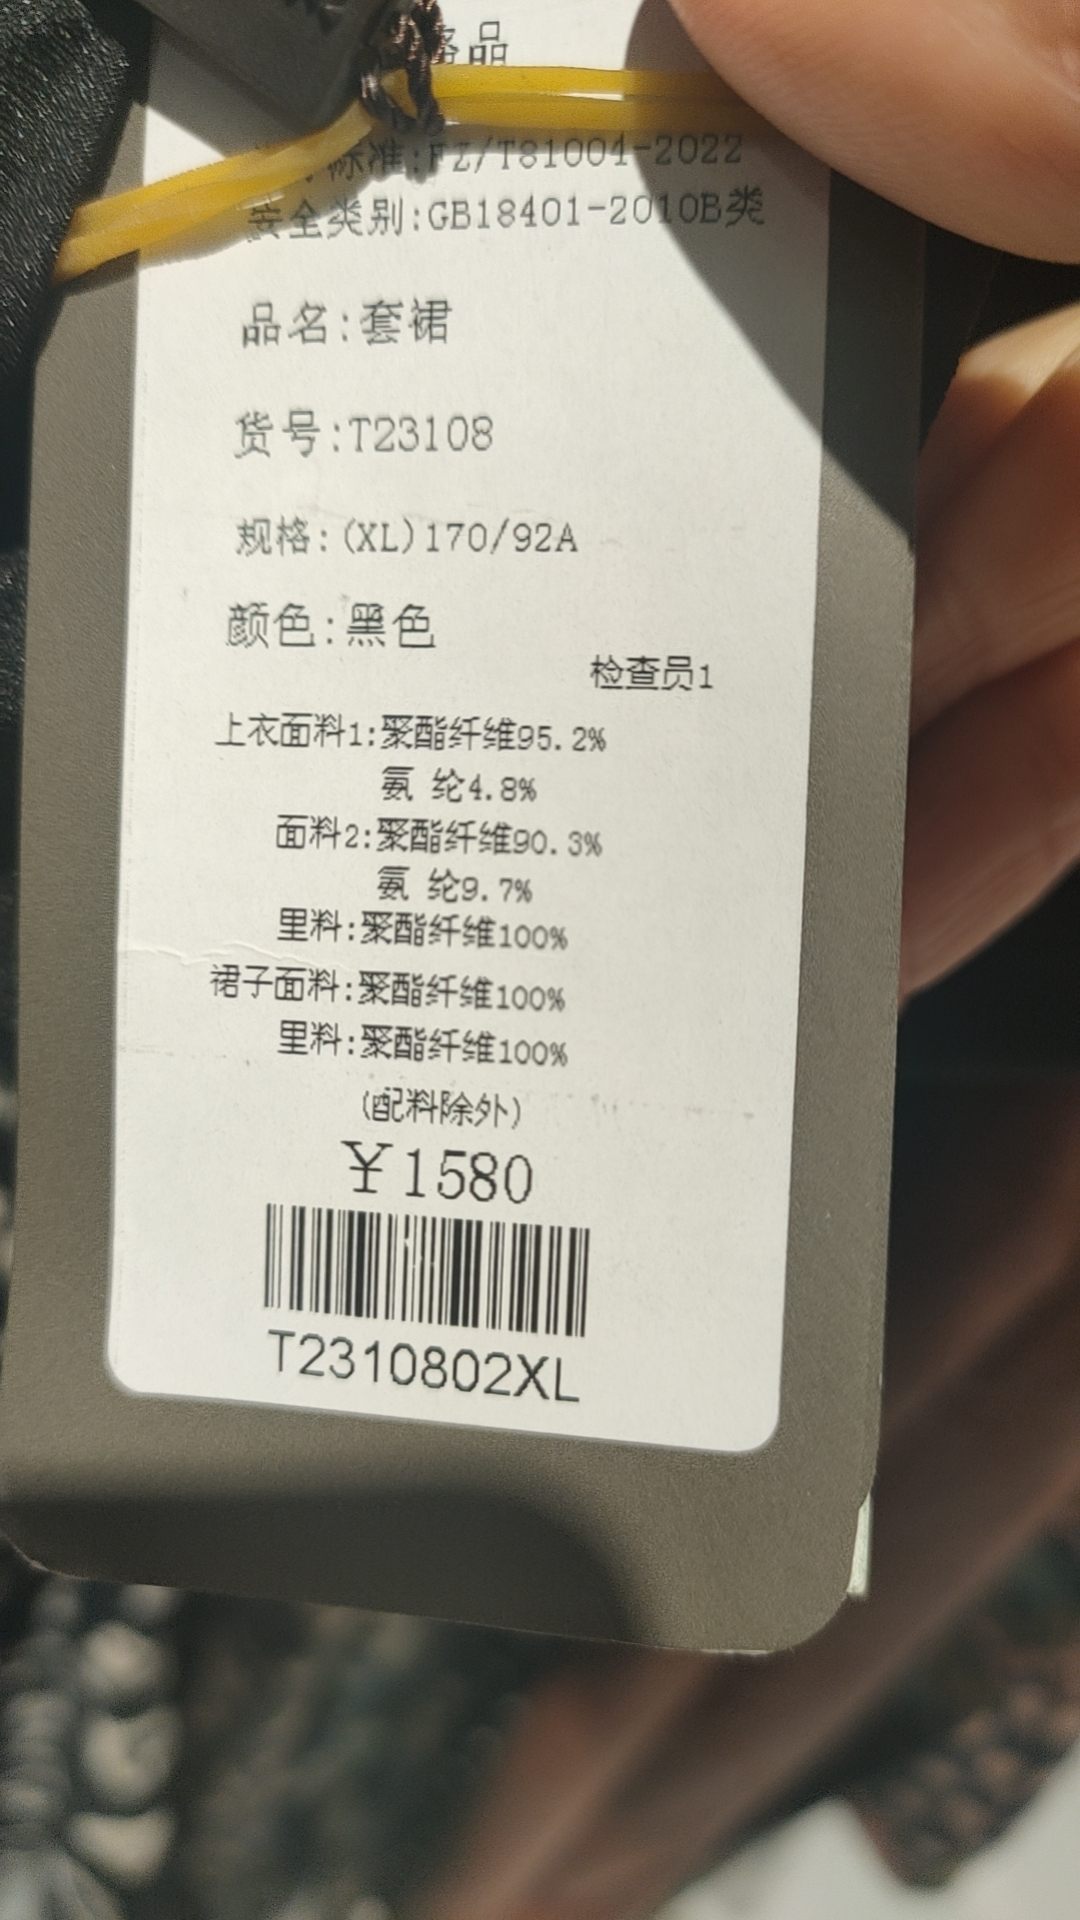 格品
标准:FZ/T81004-2022
安全类别:GB18401-2010B类
品名:套裙
货号:T23108
规格:(XL)170/92A
颜色:黑色
检查员1
上衣面料1:聚酯纤维95.2%
氨 纶4.8%
面料2:聚酯纤维90.3%
氨 纶9.7%
里料:聚酯纤维100%
裙子面料:聚酯纤维100%
里料:聚酯纤维100%
(配料除外)
¥1580
T2310802XL